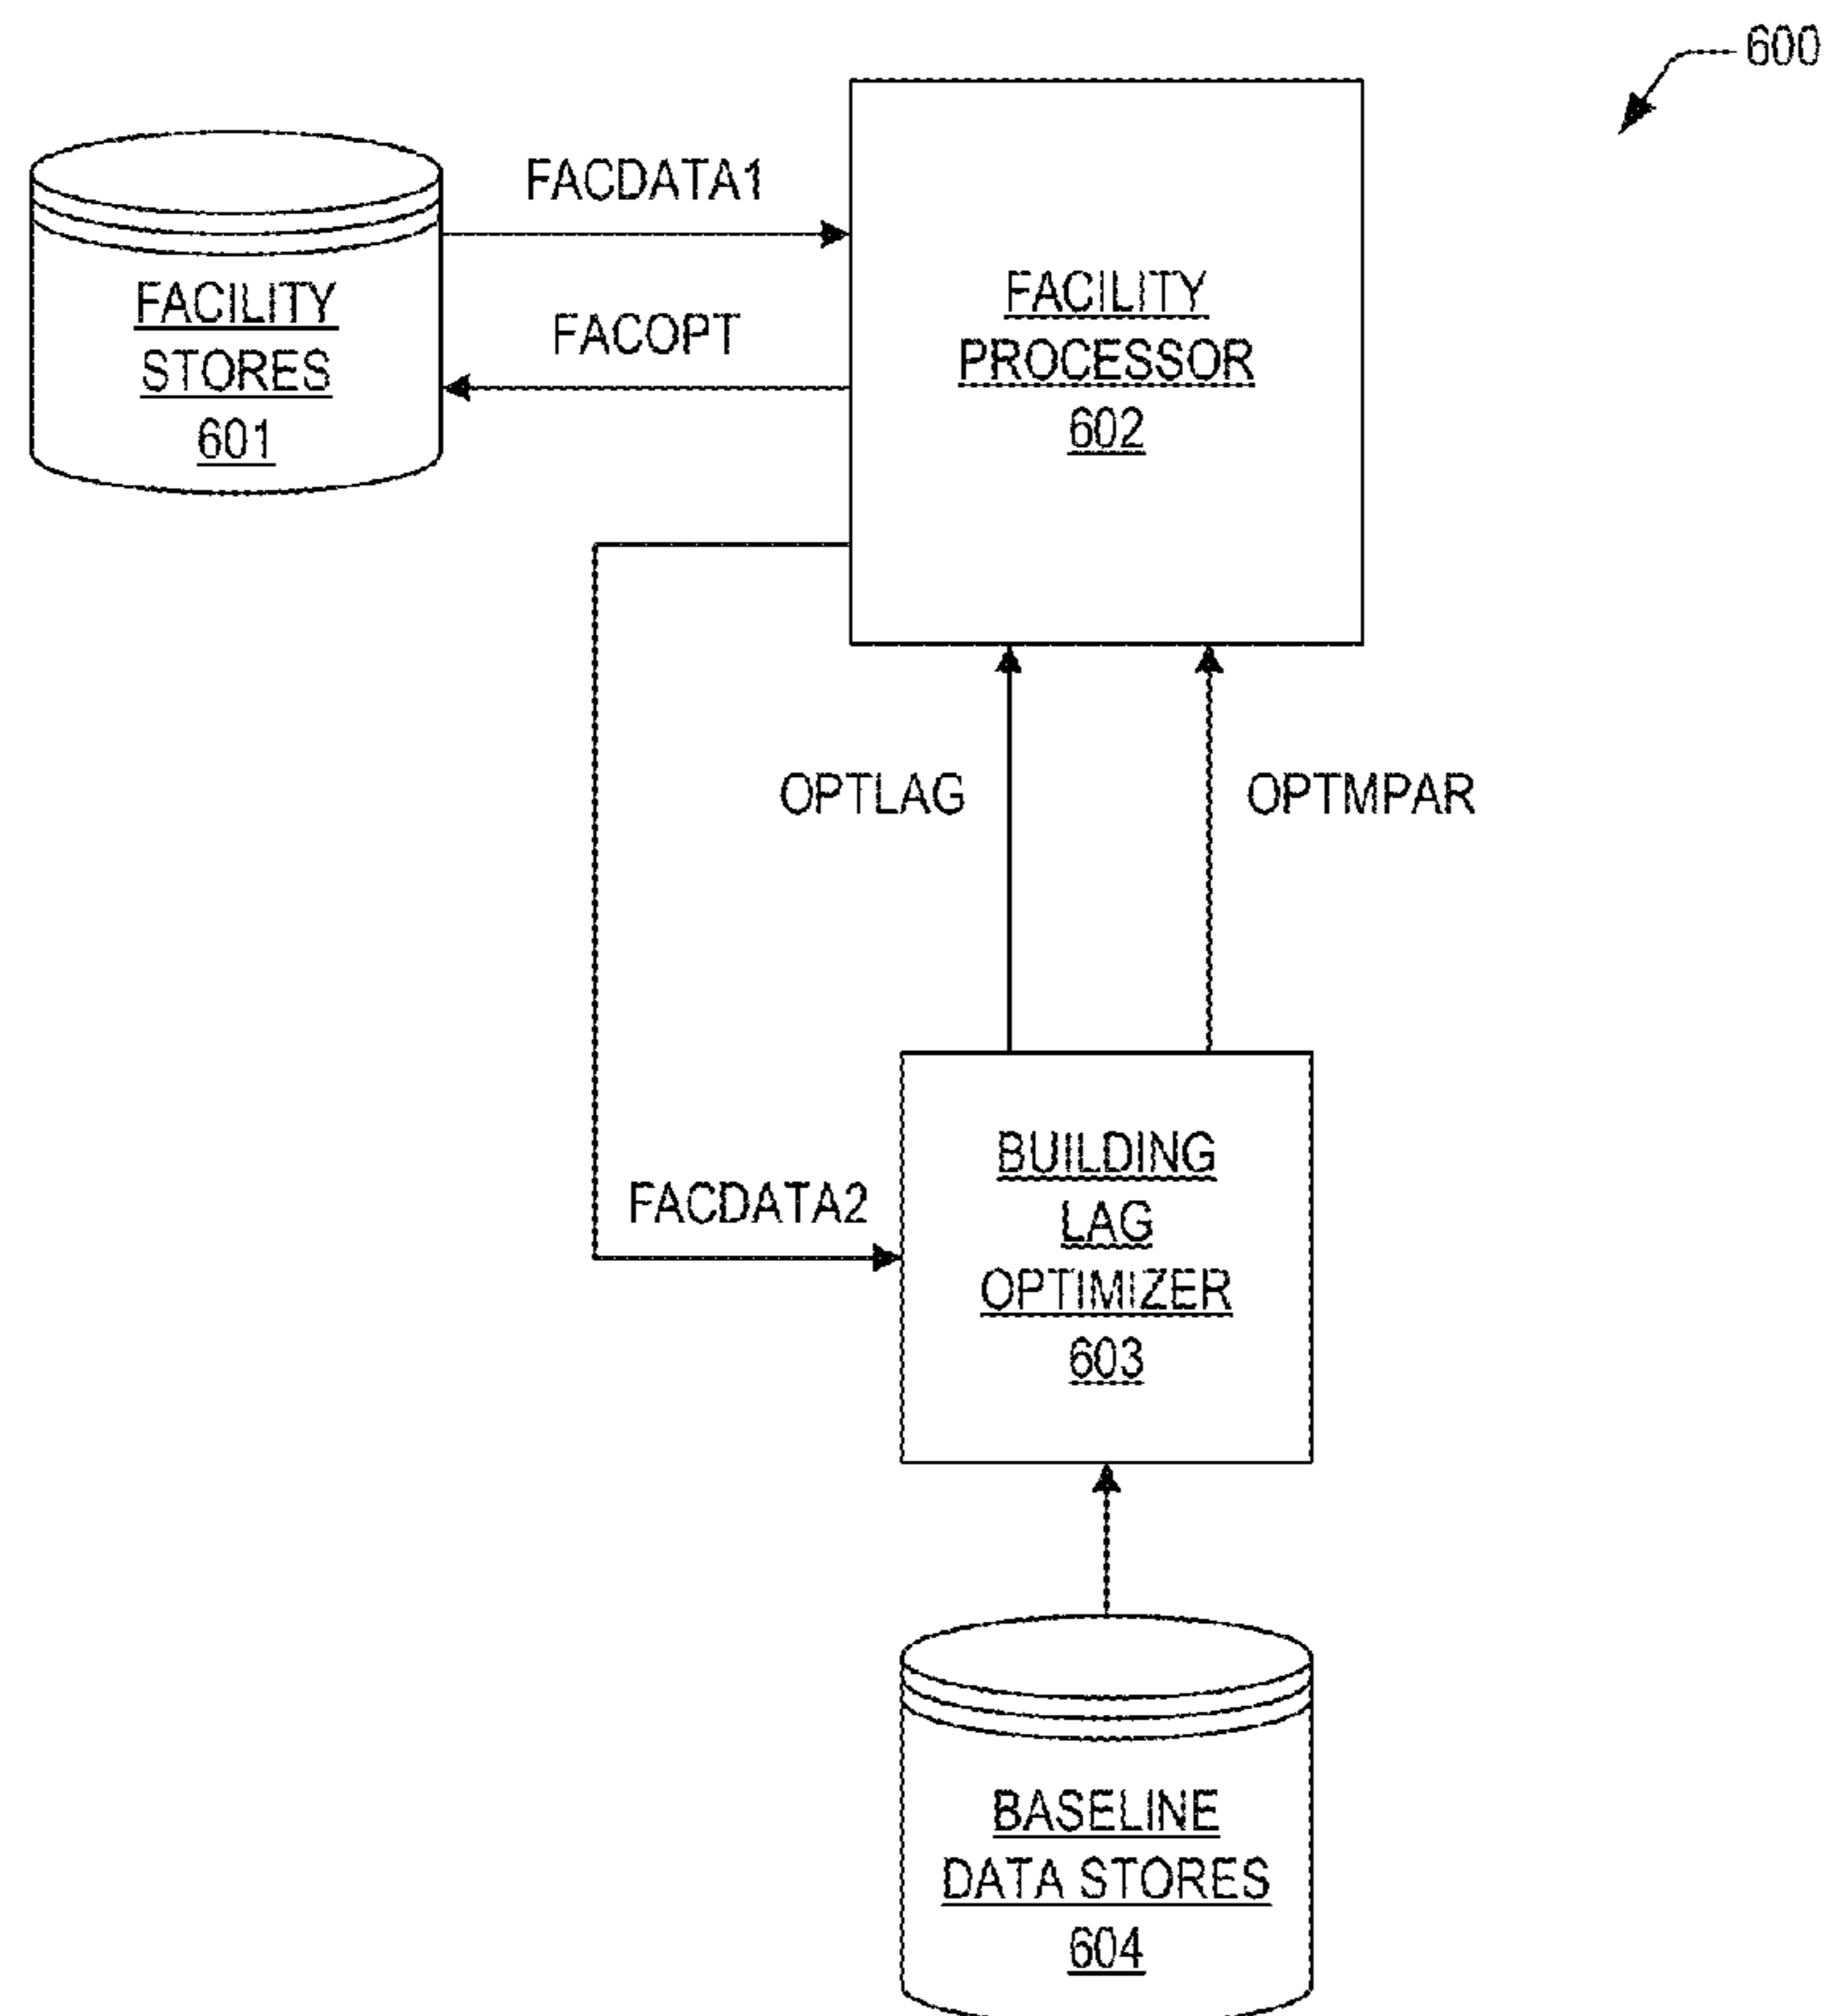 600
FACDATA1
FACILITY
STORES
601
FACOPT
FACILITY
PROCESSOR
602
OPTLAG
OPTMPAR
FACDATA2
BUILDING
LAG
OPTIMIZER
603
BASELINE
DATA STORES
604